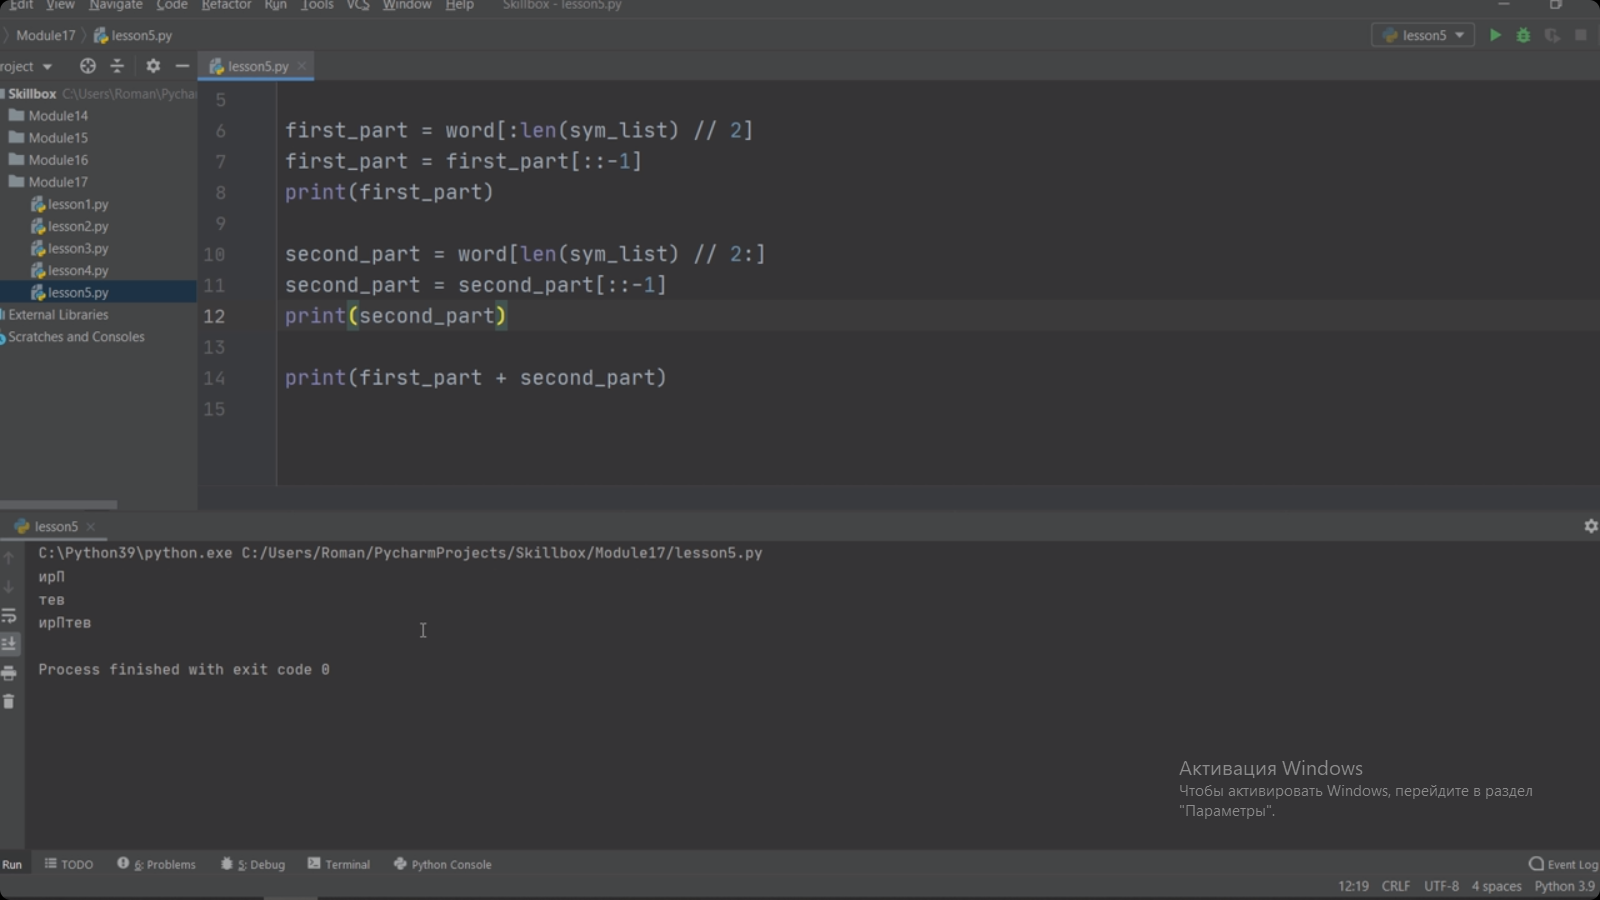 Edit View Navigate Code Refactor Run Tools VCS Window Help Skillbox - lesson5.py
Module17 lesson5.py lesson5
roject lesson5.py
Skillbox C:\Users\Roman\Pycha
Module14
Module15
Module16
Module17
lesson1.py
lesson2.py
lesson3.py
lesson4.py
lesson5.py
External Libraries
Scratches and Consoles
5
6 first_part = word[:len(sym_list) // 2]
7 first_part = first_part[::-1]
8 print(first_part)
9
10 second_part = word[len(sym_list) // 2:]
11 second_part = second_part[::-1]
12 print(second_part)
13
14 print(first_part + second_part)
15
lesson5
C:\Python39\python.exe C:/Users/Roman/PycharmProjects/Skillbox/Module17/lesson5.py
ирП
тев
ирПтев
Process finished with exit code 0
Активация Windows
Чтобы активировать Windows, перейдите в раздел
"Параметры".
Run TODO 6: Problems 5: Debug Terminal Python Console Event Log
12:19 CRLF UTF-8 4 spaces Python 3.9